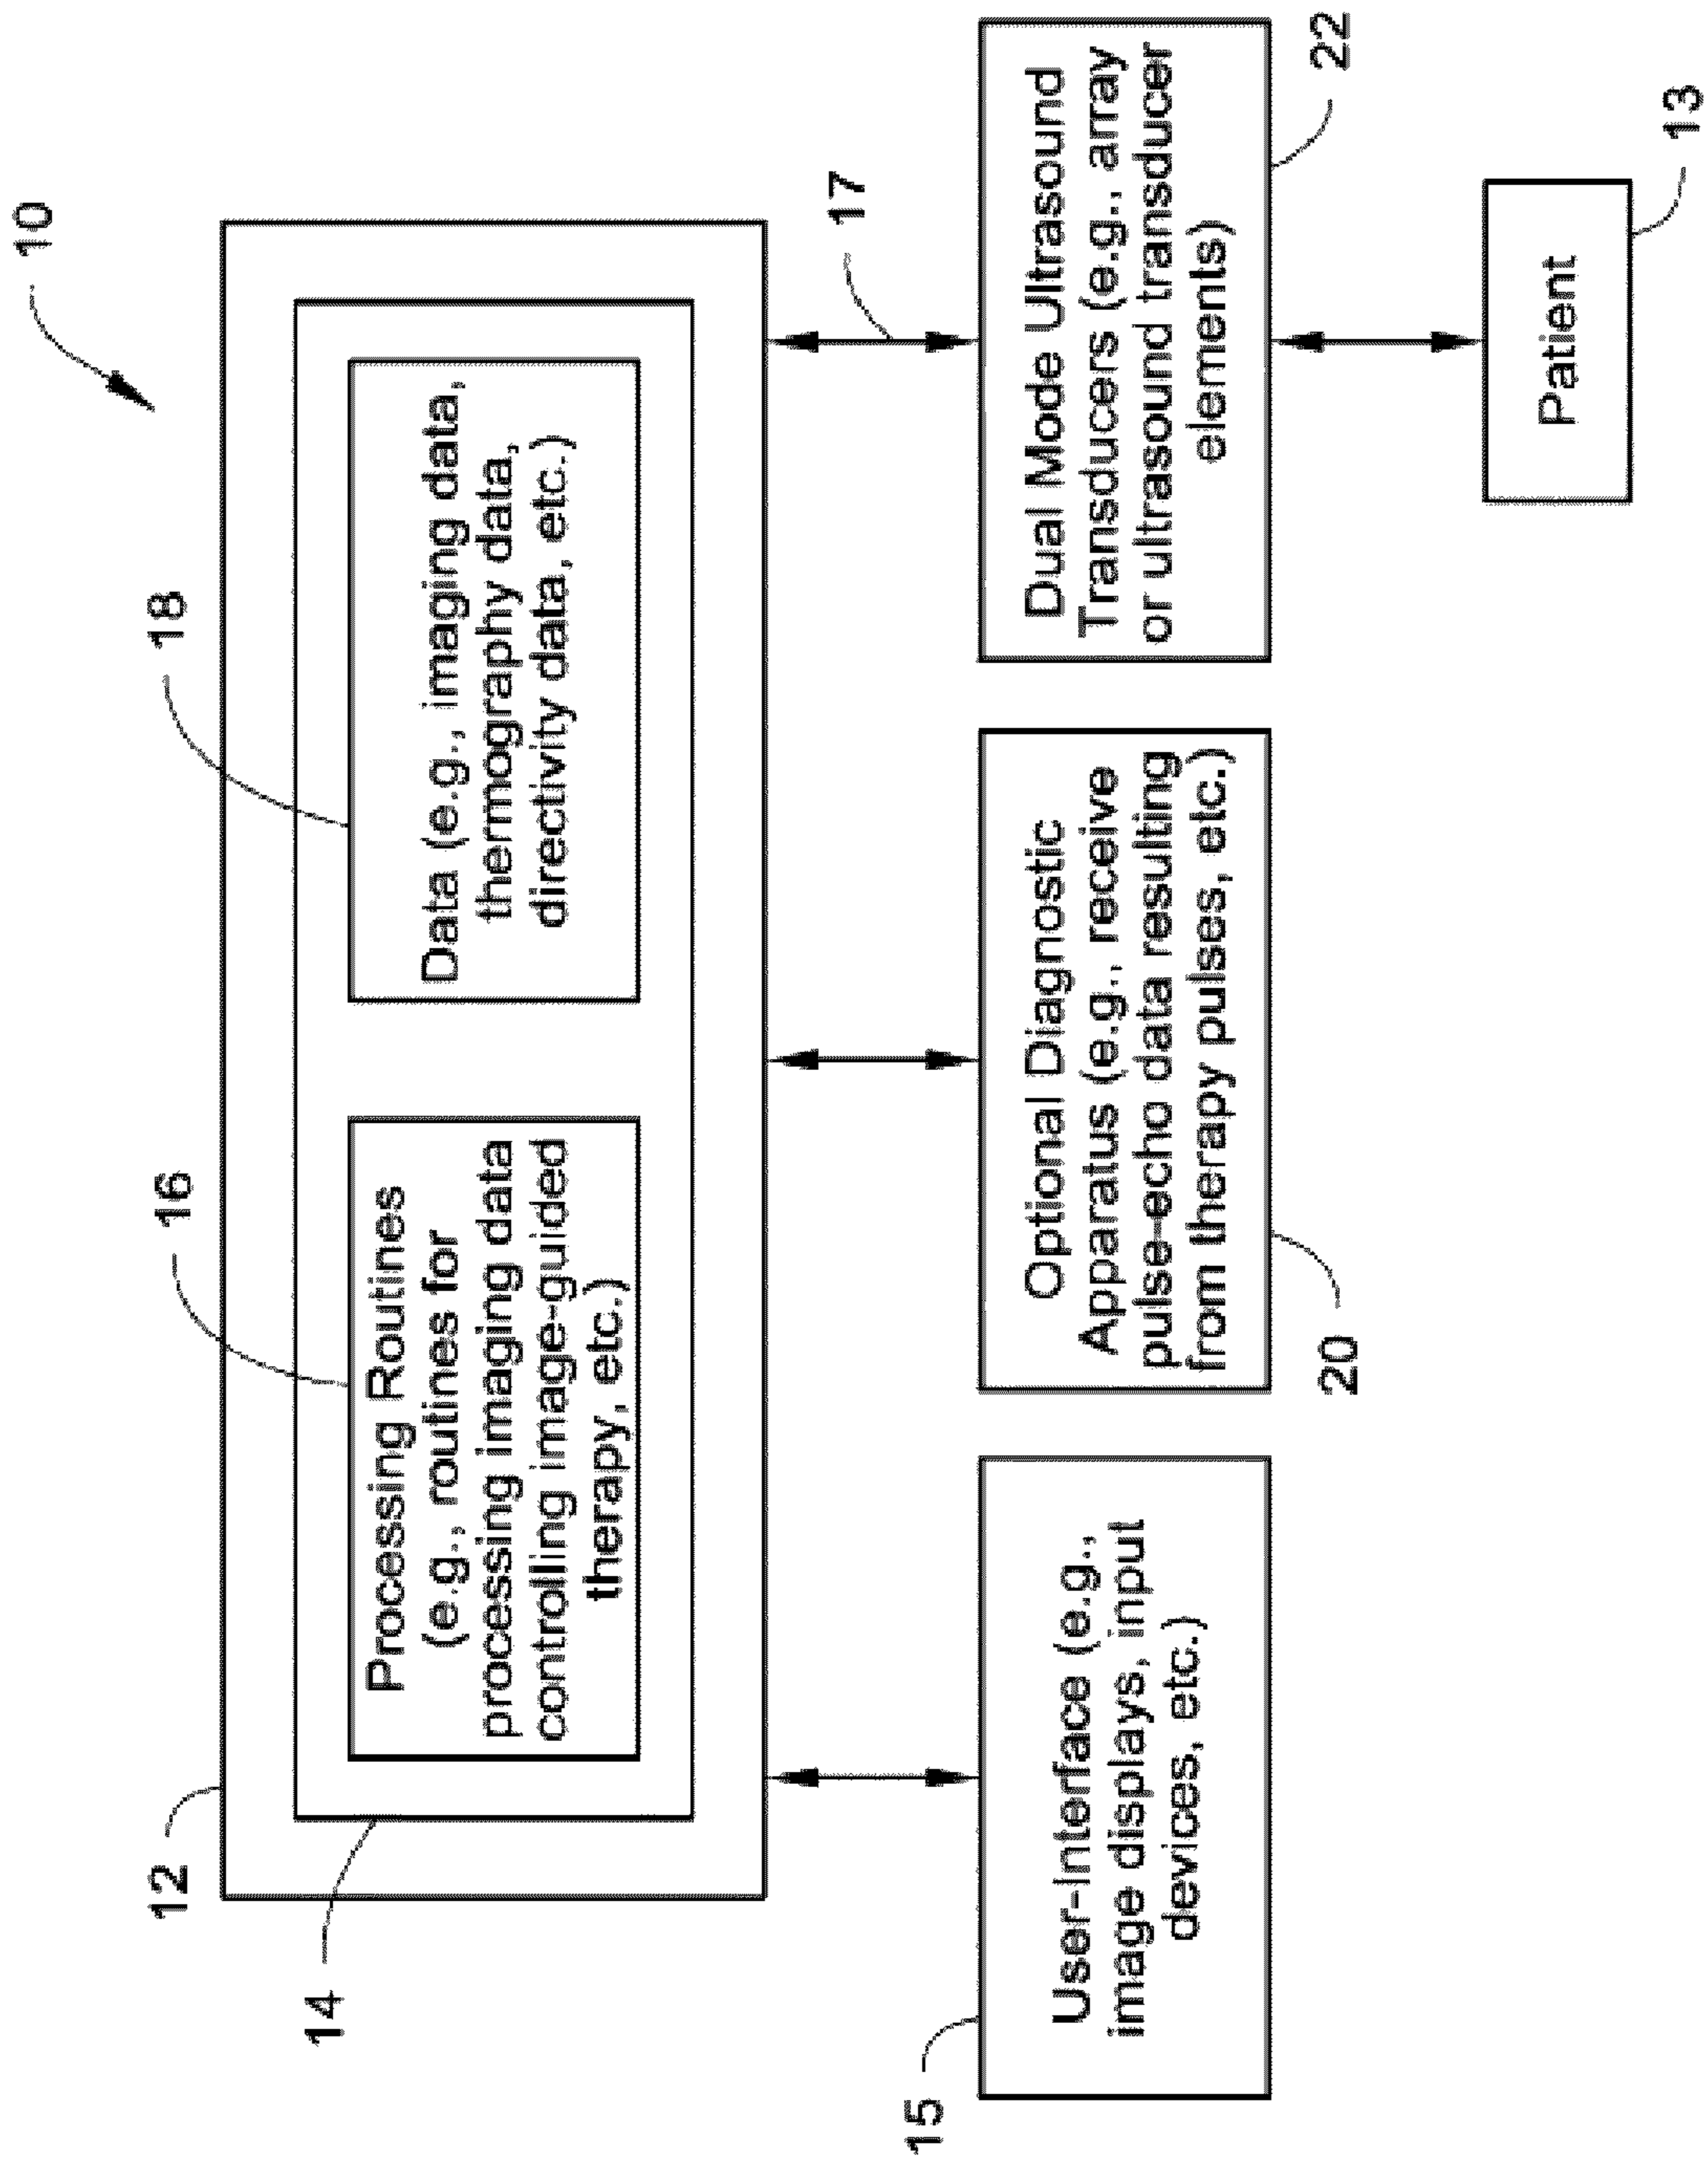 10
12
14
16
Processing Routines
(e.g., routines for
processing imaging data
controlling image-guided
therapy, etc.)
18
Data (e.g., imaging data,
thermography data,
directivity data, etc.)
17
15
User-Interface (e.g.,
image displays, input
devices, etc.)
Optional Diagnostic
Apparatus (e.g., receive
pulse-echo data resulting
from therapy pulses, etc.)
20
Dual Mode Ultrasound
Transducers (e.g., array
or ultrasound transducer
elements)
22
Patient
13